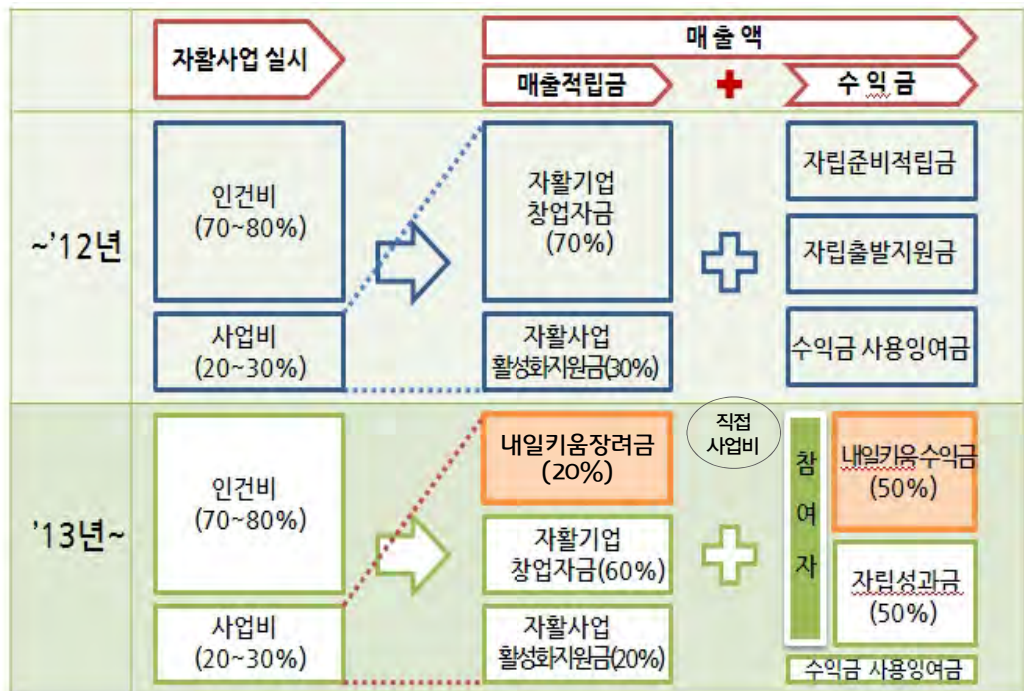 자활사업 실시
매 출 액
매출적립금
수 익 금
~’12년
인건비
(70~80%)
사업비
(20~30%)
자활기업
창업자금
(70%)
자활사업
활성화지원금(30%)
자립준비적립금
자립출발지원금
수익금 사용잉여금
’13년~
인건비
(70~80%)
사업비
(20~30%)
내일키움장려금
(20%)
자활기업
창업자금(60%)
자활사업
활성화지원금(20%)
직접
사업비
참
여
자
내일키움 수익금
(50%)
자립성과금
(50%)
수익금 사용잉여금